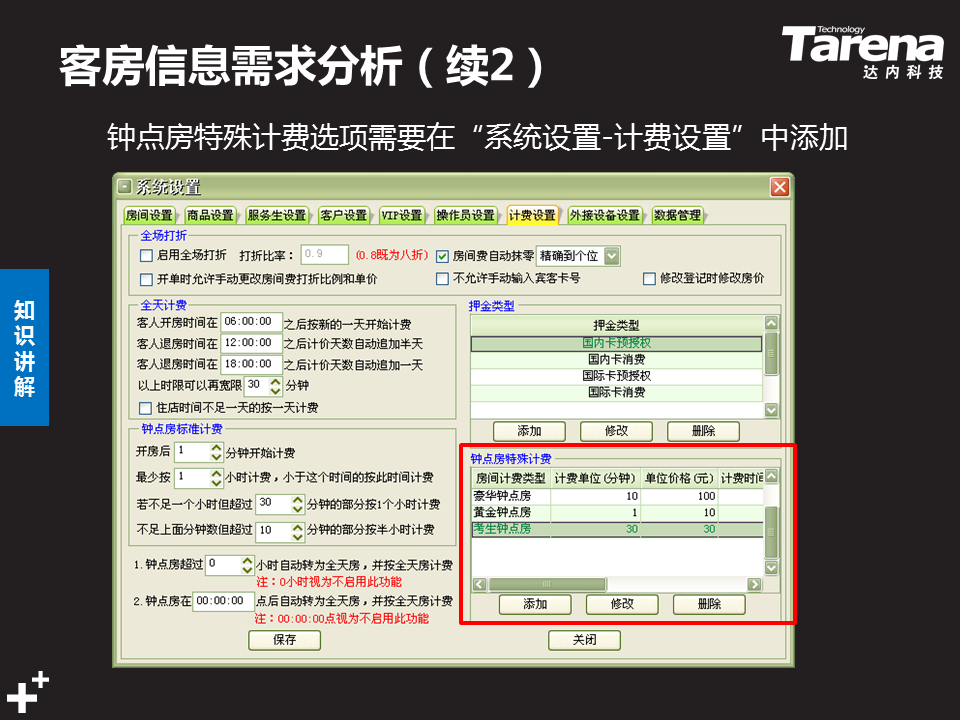 客房信息需求分析（续2）
Technology
Tarena
达内科技
钟点房特殊计费选项需要在“系统设置-计费设置”中添加
知识讲解
系统设置
房间设置 商品设置 服务生设置 客户设置 VIP设置 操作员设置 计费设置 外接设备设置 数据管理
全场打折
启用全场打折 打折比率： 0.9 (0.8既为八折) 房间费自动抹零 精确到个位
开单时允许手动更改房间费打折比例和单价 不允许手动输入宾客卡号 修改登记时修改房价
全天计费
客人开房时间在 06:00:00 之后按新的一天开始计费
客人退房时间在 12:00:00 之后计价天数自动追加半天
客人退房时间在 18:00:00 之后计价天数自动追加一天
以上时限可以再宽限 30 分钟
住店时间不足一天的按一天计费
押金类型
押金类型
国内卡预授权
国内卡消费
国际卡预授权
国际卡消费
添加 修改 删除
钟点房标准计费
开房后 1 分钟开始计费
最少按 1 小时计费，小于这个时间的按此时间计费
若不足一个小时但超过 30 分钟的部分按1个小时计费
不足上面分钟数但超过 10 分钟的部分按半小时计费
1.钟点房超过 0 小时自动转为全天房，并按全天房计费
注：0小时视为不启用此功能
2.钟点房在 00:00:00 点后自动转为全天房，并按全天房计费
注：00:00:00点视为不启用此功能
钟点房特殊计费
房间计费类型 计费单位(分钟) 单位价格(元) 计费时间
豪华钟点房 10 100
黄金钟点房 1 10
考生钟点房 30 30
添加 修改 删除
保存 关闭